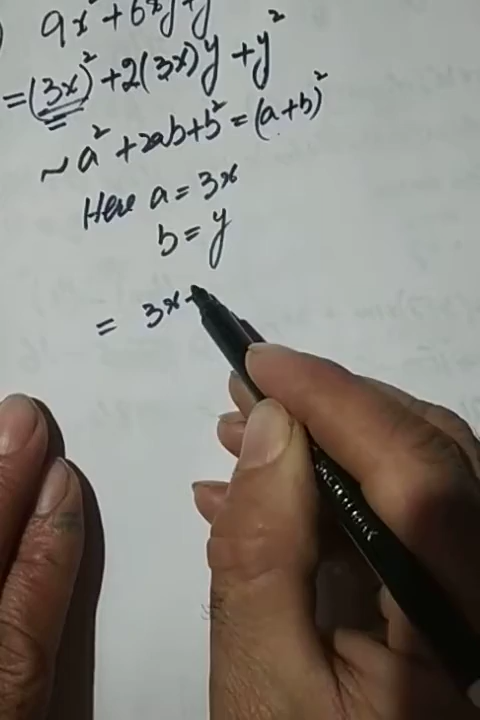 9x² + 6xy + y²
= (3x)² + 2(3x)y + y²
~ a² + 2ab + b² = (a+b)²
Here a = 3x
b = y
= 3x